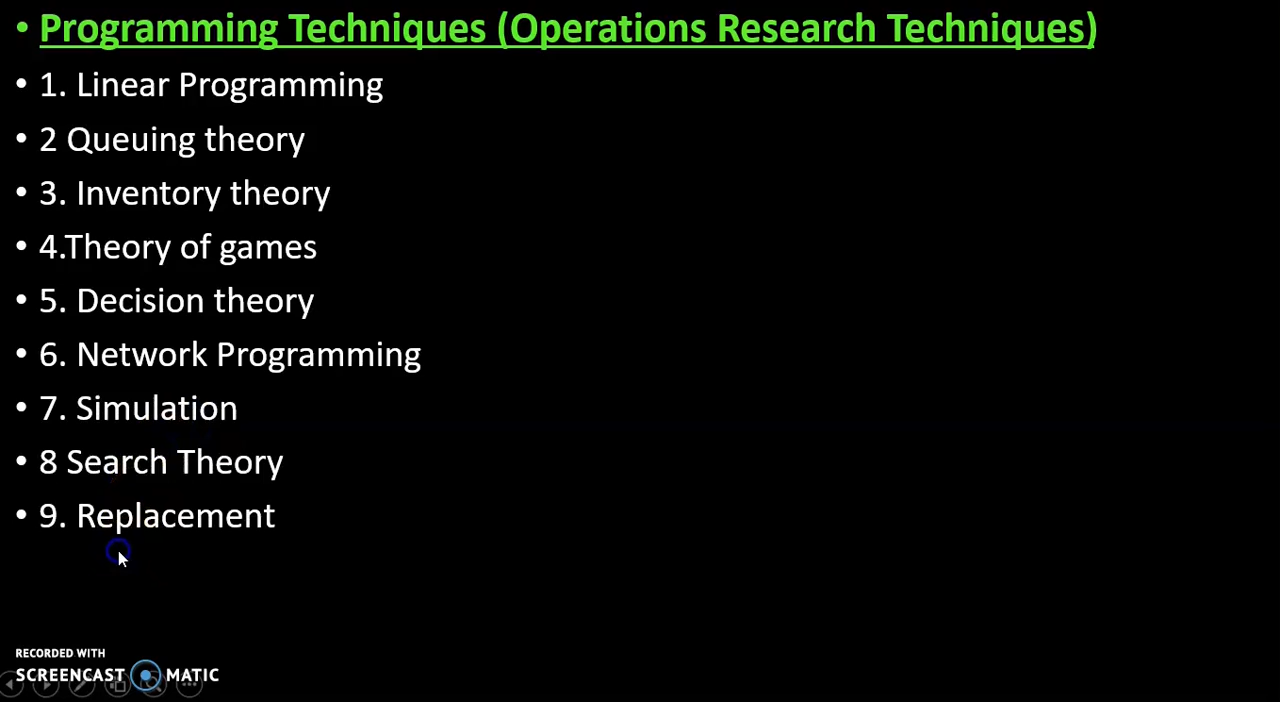 • Programming Techniques (Operations Research Techniques)
• 1. Linear Programming
• 2 Queuing theory
• 3. Inventory theory
• 4.Theory of games
• 5. Decision theory
• 6. Network Programming
• 7. Simulation
• 8 Search Theory
• 9. Replacement
RECORDED WITH
SCREENCAST MATIC